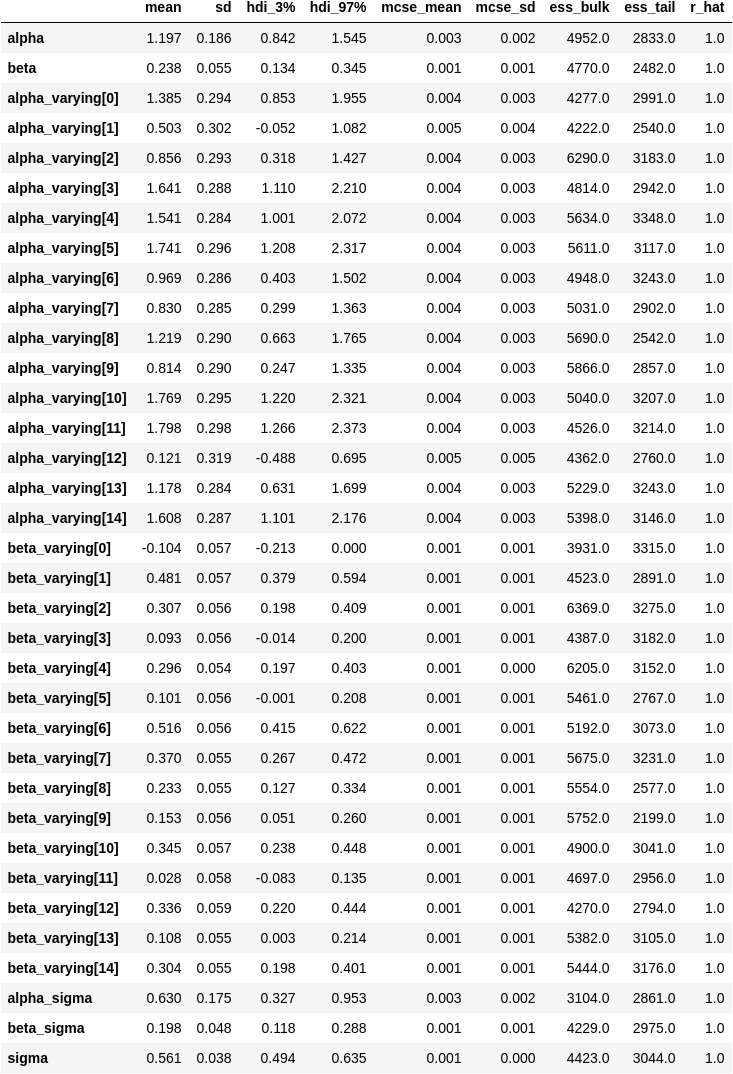 mean sd hdi_3% hdi_97% mcse_mean mcse_sd ess_bulk ess_tail r_hat
alpha 1.197 0.186 0.842 1.545 0.003 0.002 4952.0 2833.0 1.0
beta 0.238 0.055 0.134 0.345 0.001 0.001 4770.0 2482.0 1.0
alpha_varying[0] 1.385 0.294 0.853 1.955 0.004 0.003 4277.0 2991.0 1.0
alpha_varying[1] 0.503 0.302 -0.052 1.082 0.005 0.004 4222.0 2540.0 1.0
alpha_varying[2] 0.856 0.293 0.318 1.427 0.004 0.003 6290.0 3183.0 1.0
alpha_varying[3] 1.641 0.288 1.110 2.210 0.004 0.003 4814.0 2942.0 1.0
alpha_varying[4] 1.541 0.284 1.001 2.072 0.004 0.003 5634.0 3348.0 1.0
alpha_varying[5] 1.741 0.296 1.208 2.317 0.004 0.003 5611.0 3117.0 1.0
alpha_varying[6] 0.969 0.286 0.403 1.502 0.004 0.003 4948.0 3243.0 1.0
alpha_varying[7] 0.830 0.285 0.299 1.363 0.004 0.003 5031.0 2902.0 1.0
alpha_varying[8] 1.219 0.290 0.663 1.765 0.004 0.003 5690.0 2542.0 1.0
alpha_varying[9] 0.814 0.290 0.247 1.335 0.004 0.003 5866.0 2857.0 1.0
alpha_varying[10] 1.769 0.295 1.220 2.321 0.004 0.003 5040.0 3207.0 1.0
alpha_varying[11] 1.798 0.298 1.266 2.373 0.004 0.003 4526.0 3214.0 1.0
alpha_varying[12] 0.121 0.319 -0.488 0.695 0.005 0.005 4362.0 2760.0 1.0
alpha_varying[13] 1.178 0.284 0.631 1.699 0.004 0.003 5229.0 3243.0 1.0
alpha_varying[14] 1.608 0.287 1.101 2.176 0.004 0.003 5398.0 3146.0 1.0
beta_varying[0] -0.104 0.057 -0.213 0.000 0.001 0.001 3931.0 3315.0 1.0
beta_varying[1] 0.481 0.057 0.379 0.594 0.001 0.001 4523.0 2891.0 1.0
beta_varying[2] 0.307 0.056 0.198 0.409 0.001 0.001 6369.0 3275.0 1.0
beta_varying[3] 0.093 0.056 -0.014 0.200 0.001 0.001 4387.0 3182.0 1.0
beta_varying[4] 0.296 0.054 0.197 0.403 0.001 0.000 6205.0 3152.0 1.0
beta_varying[5] 0.101 0.056 -0.001 0.208 0.001 0.001 5461.0 2767.0 1.0
beta_varying[6] 0.516 0.056 0.415 0.622 0.001 0.001 5192.0 3073.0 1.0
beta_varying[7] 0.370 0.055 0.267 0.472 0.001 0.001 5675.0 3231.0 1.0
beta_varying[8] 0.233 0.055 0.127 0.334 0.001 0.001 5554.0 2577.0 1.0
beta_varying[9] 0.153 0.056 0.051 0.260 0.001 0.001 5752.0 2199.0 1.0
beta_varying[10] 0.345 0.057 0.238 0.448 0.001 0.001 4900.0 3041.0 1.0
beta_varying[11] 0.028 0.058 -0.083 0.135 0.001 0.001 4697.0 2956.0 1.0
beta_varying[12] 0.336 0.059 0.220 0.444 0.001 0.001 4270.0 2794.0 1.0
beta_varying[13] 0.108 0.055 0.003 0.214 0.001 0.001 5382.0 3105.0 1.0
beta_varying[14] 0.304 0.055 0.198 0.401 0.001 0.001 5444.0 3176.0 1.0
alpha_sigma 0.630 0.175 0.327 0.953 0.003 0.002 3104.0 2861.0 1.0
beta_sigma 0.198 0.048 0.118 0.288 0.001 0.001 4229.0 2975.0 1.0
sigma 0.561 0.038 0.494 0.635 0.001 0.000 4423.0 3044.0 1.0